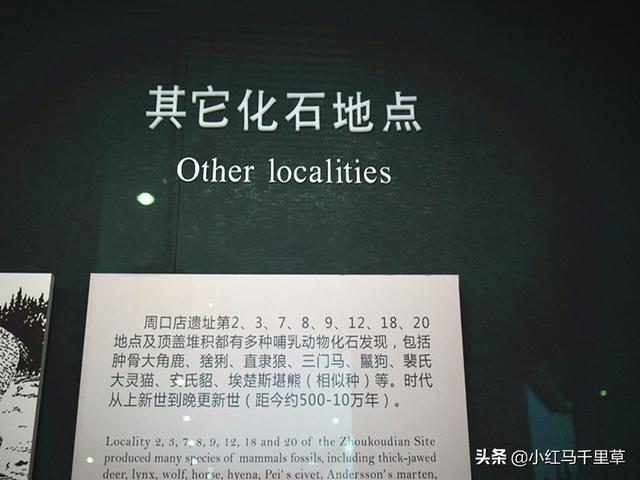 其它化石地点
Other localities
周口店遗址第2、3、7、8、9、12、18、20
地点及顶盖堆积都有多种哺乳动物化石发现，包括
肿骨大角鹿、猞猁、直隶狼、三门马、鬣狗、裴氏
大灵猫、安氏貂、埃楚斯堪熊（相似种）等。时代
从上新世到晚更新世（距今约500-10万年）。
Locality 2, 3, 7, 8, 9, 12, 18 and 20 of the Zhoukoudian Site
produced many species of mammals fossils, including thick-jawed
deer, lynx, wolf, horse, hyena, Pei's civet, Andersson's marten,
头条 @小红马千里草